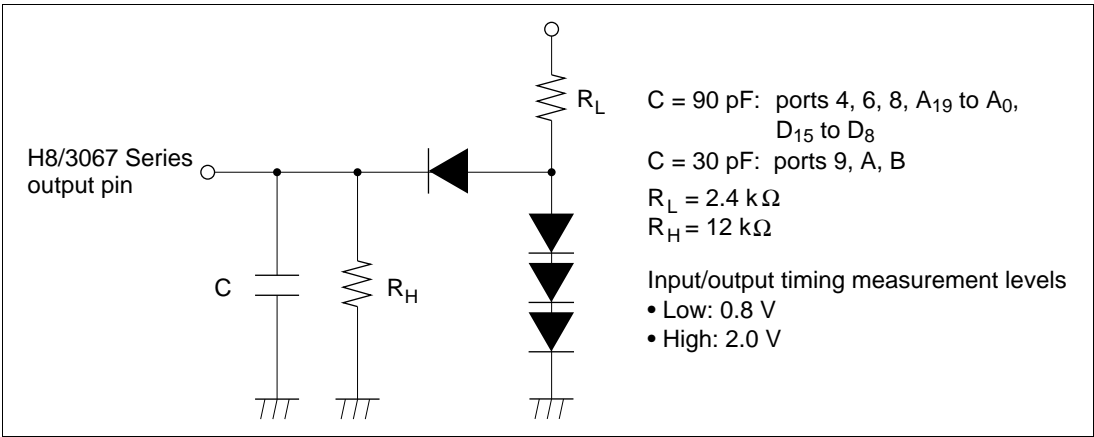 R_L
C = 90 pF: ports 4, 6, 8, A₁₉ to A₀,
D₁₅ to D₈
H8/3067 Series
output pin
C = 30 pF: ports 9, A, B
R_L = 2.4 kΩ
R_H = 12 kΩ
C
R_H
Input/output timing measurement levels
• Low: 0.8 V
• High: 2.0 V